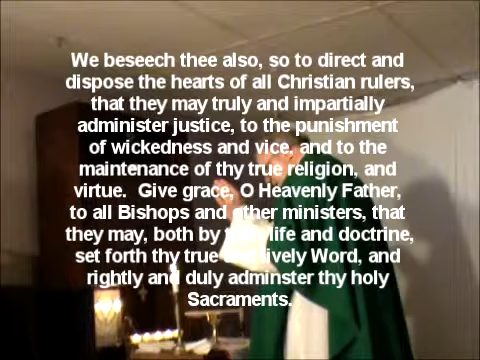 We beseech thee also, so to direct and
dispose the hearts of all Christian rulers,
that they may truly and impartially
administer justice, to the punishment
of wickedness and vice, and to the
maintenance of thy true religion, and
virtue. Give grace, O Heavenly Father,
to all Bishops and other ministers, that
they may, both by their life and doctrine,
set forth thy true and lively Word, and
rightly and duly adminster thy holy
Sacraments.